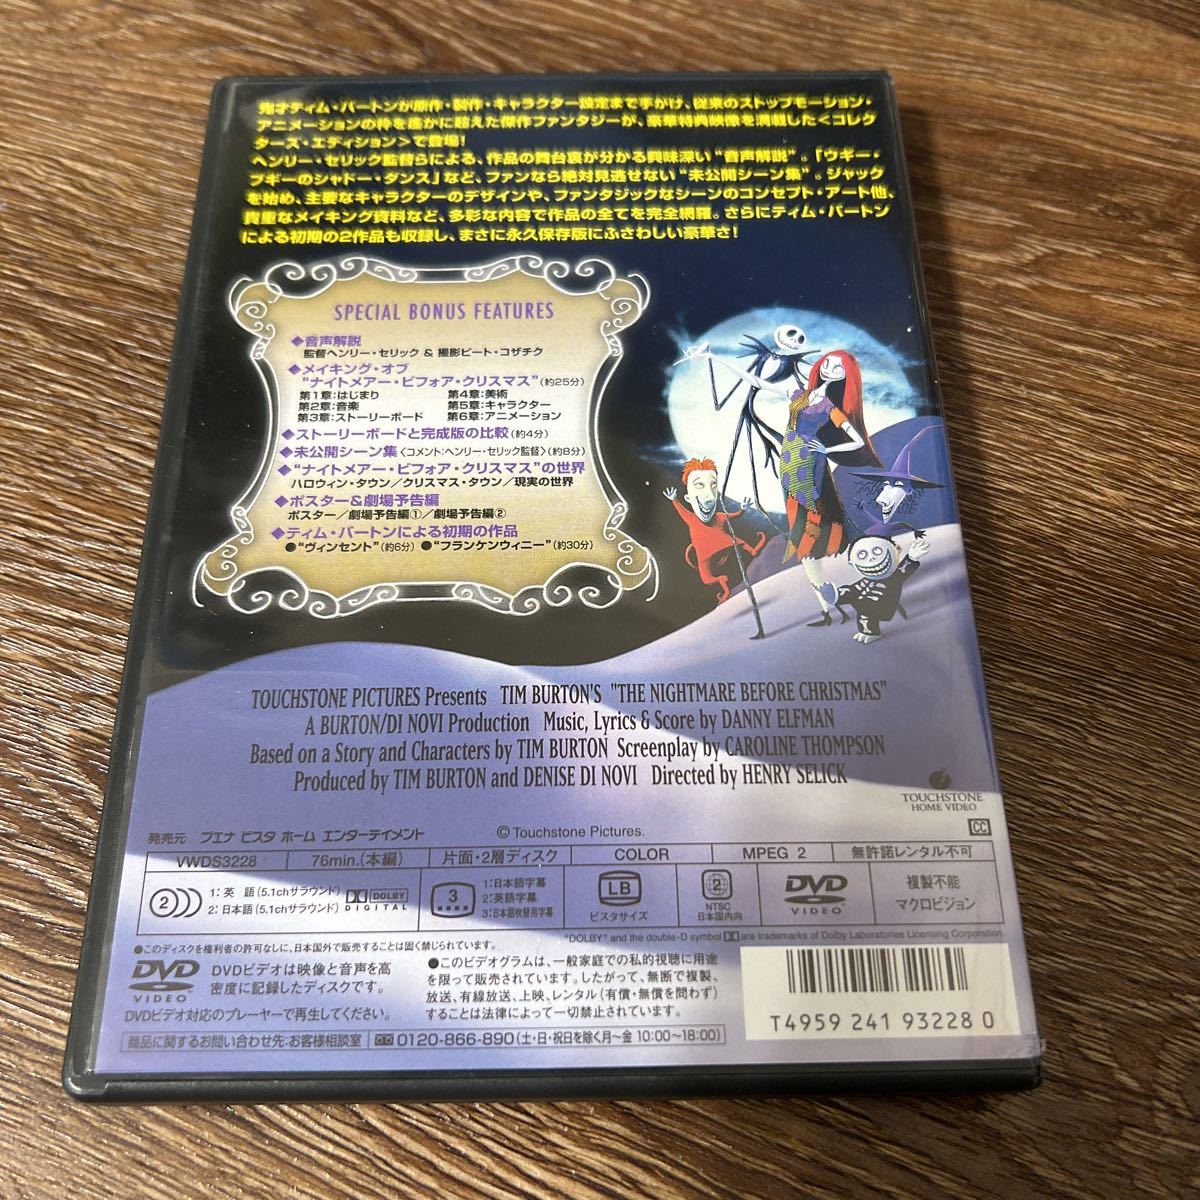 鬼才ティム・バートンが原作・製作・キャラクター設定まで手がけ、従来のストップモーション・
アニメーションの枠を遥かに超えた傑作ファンタジーが、豪華特典映像を満載した<コレク
ターズ・エディション>で登場!
ヘンリー・セリック監督らによる、作品の舞台裏が分かる興味深い“音声解説”。「ウギー・
ブギーのシャドー・ダンス」など、ファンなら絶対見逃せない“未公開シーン集”。ジャック
を始め、主要なキャラクターのデザインや、ファンタジックなシーンのコンセプト・アート他、
貴重なメイキング資料など、多彩な内容で作品の全てを完全網羅。さらにティム・バートン
による初期の2作品も収録し、まさに永久保存版にふさわしい豪華さ!
SPECIAL BONUS FEATURES
◆音声解説
監督ヘンリー・セリック & 撮影ピート・コザチク
◆メイキング・オブ
“ナイトメアー・ビフォア・クリスマス”(約25分)
第1章:はじまり 第4章:美術
第2章:音楽 第5章:キャラクター
第3章:ストーリーボード 第6章:アニメーション
◆ストーリーボードと完成版の比較(約4分)
◆未公開シーン集〈コメント:ヘンリー・セリック監督〉(約8分)
◆“ナイトメアー・ビフォア・クリスマス”の世界
ハロウィン・タウン/クリスマス・タウン/現実の世界
◆ポスター&劇場予告編
ポスター/劇場予告編①/劇場予告編②
◆ティム・バートンによる初期の作品
●“ヴィンセント”(約6分) ●“フランケンウィニー”(約30分)
TOUCHSTONE PICTURES Presents TIM BURTON'S "THE NIGHTMARE BEFORE CHRISTMAS"
A BURTON/DI NOVI Production Music, Lyrics & Score by DANNY ELFMAN
Based on a Story and Characters by TIM BURTON Screenplay by CAROLINE THOMPSON
Produced by TIM BURTON and DENISE DI NOVI Directed by HENRY SELICK
TOUCHSTONE
HOME VIDEO
発売元 ブエナ ビスタ ホーム エンターテイメント © Touchstone Pictures.
CC
VWDS3228 76min.(本編) 片面・2層ディスク COLOR MPEG 2 無許諾レンタル不可
2 1:英語(5.1chサラウンド)
2:日本語(5.1chサラウンド)
DOLBY
DIGITAL
3 1:日本語字幕
2:英語字幕
3:日本語吹替用字幕
LB
ビスタサイズ
2
NTSC
日本国内向
DVD
VIDEO
複製不能
マクロビジョン
"DOLBY" and the double-D symbol are trademarks of Dolby Laboratories Licensing Corporation.
●このディスクを権利者の許可なしに、日本国外で販売することは固く禁じられています。
DVD
VIDEO
DVDビデオは映像と音声を高
密度に記録したディスクです。
DVDビデオ対応のプレーヤーで再生してください。
●このビデオグラムは、一般家庭での私的視聴に用途
を限って販売されています。したがって、無断で複製、
放送、有線放送、上映、レンタル(有償・無償を問わず)
することは法律によって一切禁止されています。
商品に関するお問い合わせ先:お客様相談室 0120-866-890(土・日・祝日を除く月〜金 10:00〜18:00)
T4959 241 93228 0